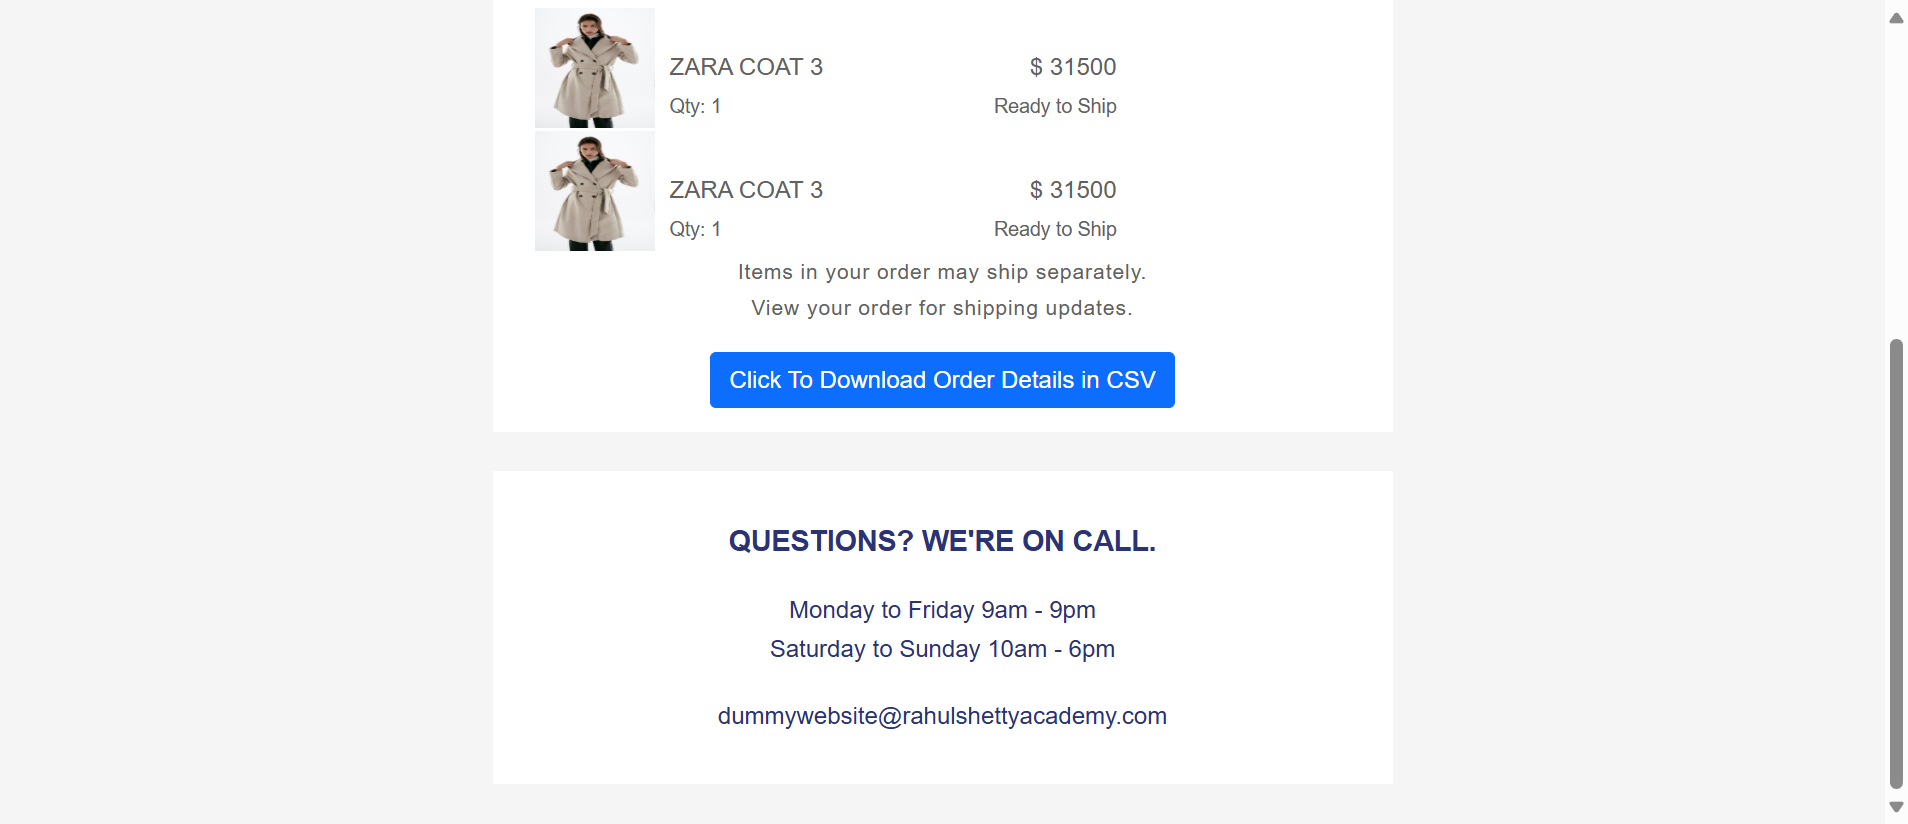 ZARA COAT 3 $ 31500
Qty: 1 Ready to Ship
ZARA COAT 3 $ 31500
Qty: 1 Ready to Ship
Items in your order may ship separately.
View your order for shipping updates.
Click To Download Order Details in CSV
QUESTIONS? WE'RE ON CALL.
Monday to Friday 9am - 9pm
Saturday to Sunday 10am - 6pm
dummywebsite@rahulshettyacademy.com